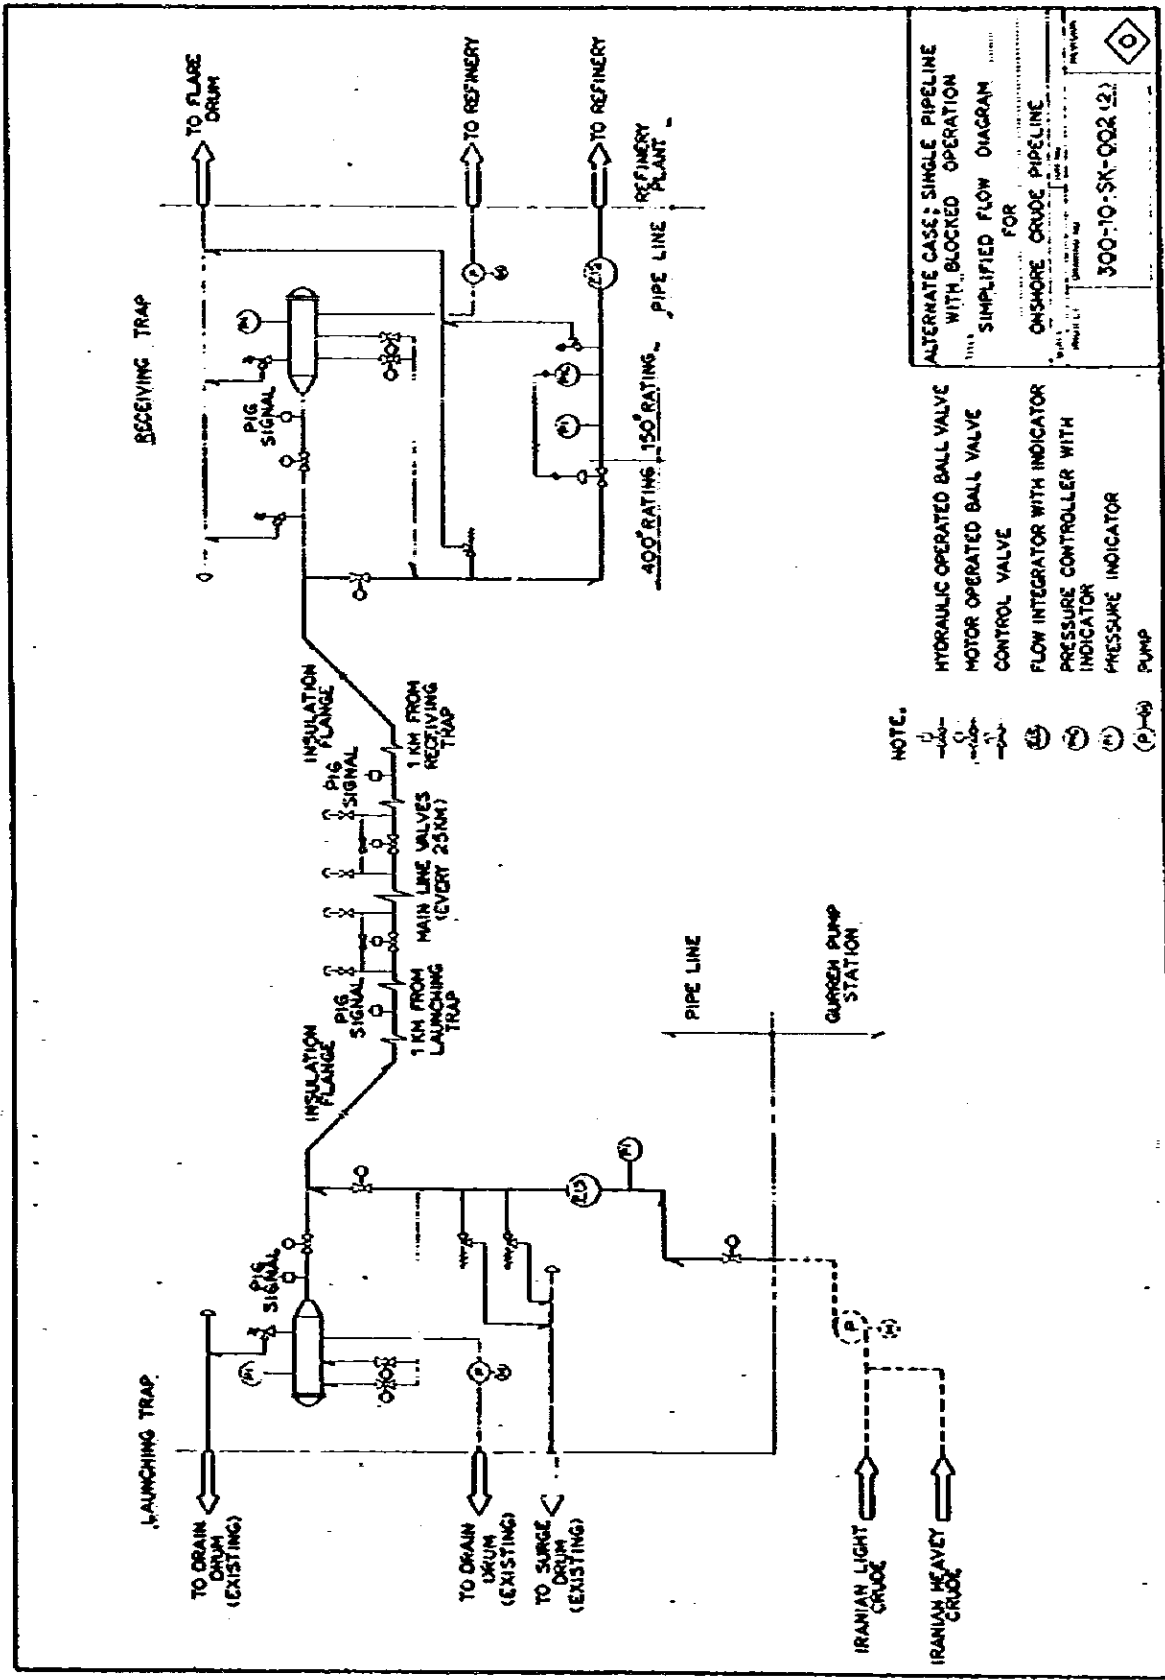 LAUNCHING TRAP
TO DRAIN
DRUM
(EXISTING)
PIG
SIGNAL
TO DRAIN
DRUM
(EXISTING)
TO SURGE
DRUM
(EXISTING)
IRANIAN LIGHT
CRUDE
IRANIAN HEAVEY
CRUDE
P
PIPE LINE
GURREH PUMP
STATION
INSULATION
FLANGE
PIG
SIGNAL
1 KM FROM
LAUNCHING
TRAP
MAIN LINE VALVES
(EVERY 25KM)
PIG
SIGNAL
1 KM FROM
RECEIVING
TRAP
INSULATION
FLANGE
RECEIVING TRAP
PIG
SIGNAL
TO FLARE
DRUM
TO REFINERY
TO REFINERY
REFINERY
PLANT
PIPE LINE
400# RATING 150# RATING
NOTE.
HYDRAULIC OPERATED BALL VALVE
MOTOR OPERATED BALL VALVE
CONTROL VALVE
FLOW INTEGRATOR WITH INDICATOR
PRESSURE CONTROLLER WITH
INDICATOR
PRESSURE INDICATOR
PUMP
ALTERNATE CASE; SINGLE PIPELINE
WITH BLOCKED OPERATION
SIMPLIFIED FLOW DIAGRAM
FOR
ONSHORE CRUDE PIPELINE
300-10-SK-002 (2)